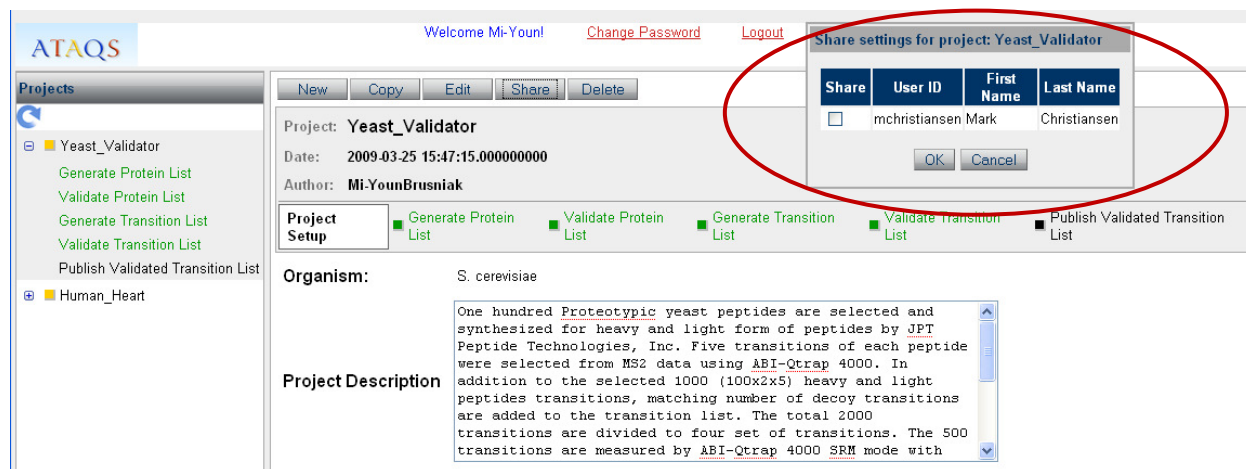 ATAQS
Welcome Mi-Youn! Change Password Logout
Share settings for project: Yeast_Validator
Share User ID First Name Last Name
mchristiansen Mark Christiansen
OK Cancel
Projects
Yeast_Validator
Generate Protein List
Validate Protein List
Generate Transition List
Validate Transition List
Publish Validated Transition List
Human_Heart
New Copy Edit Share Delete
Project: Yeast_Validator
Date: 2009-03-25 15:47:15.000000000
Author: Mi-YounBrusniak
Project Setup
Generate Protein List
Validate Protein List
Generate Transition List
Validate Transition List
Publish Validated Transition List
Organism: S. cerevisiae
Project Description
One hundred Proteotypic yeast peptides are selected and
synthesized for heavy and light form of peptides by JPT
Peptide Technologies, Inc. Five transitions of each peptide
were selected from MS2 data using ABI-Qtrap 4000. In
addition to the selected 1000 (100x2x5) heavy and light
peptides transitions, matching number of decoy transitions
are added to the transition list. The total 2000
transitions are divided to four set of transitions. The 500
transitions are measured by ABI-Qtrap 4000 SRM mode with